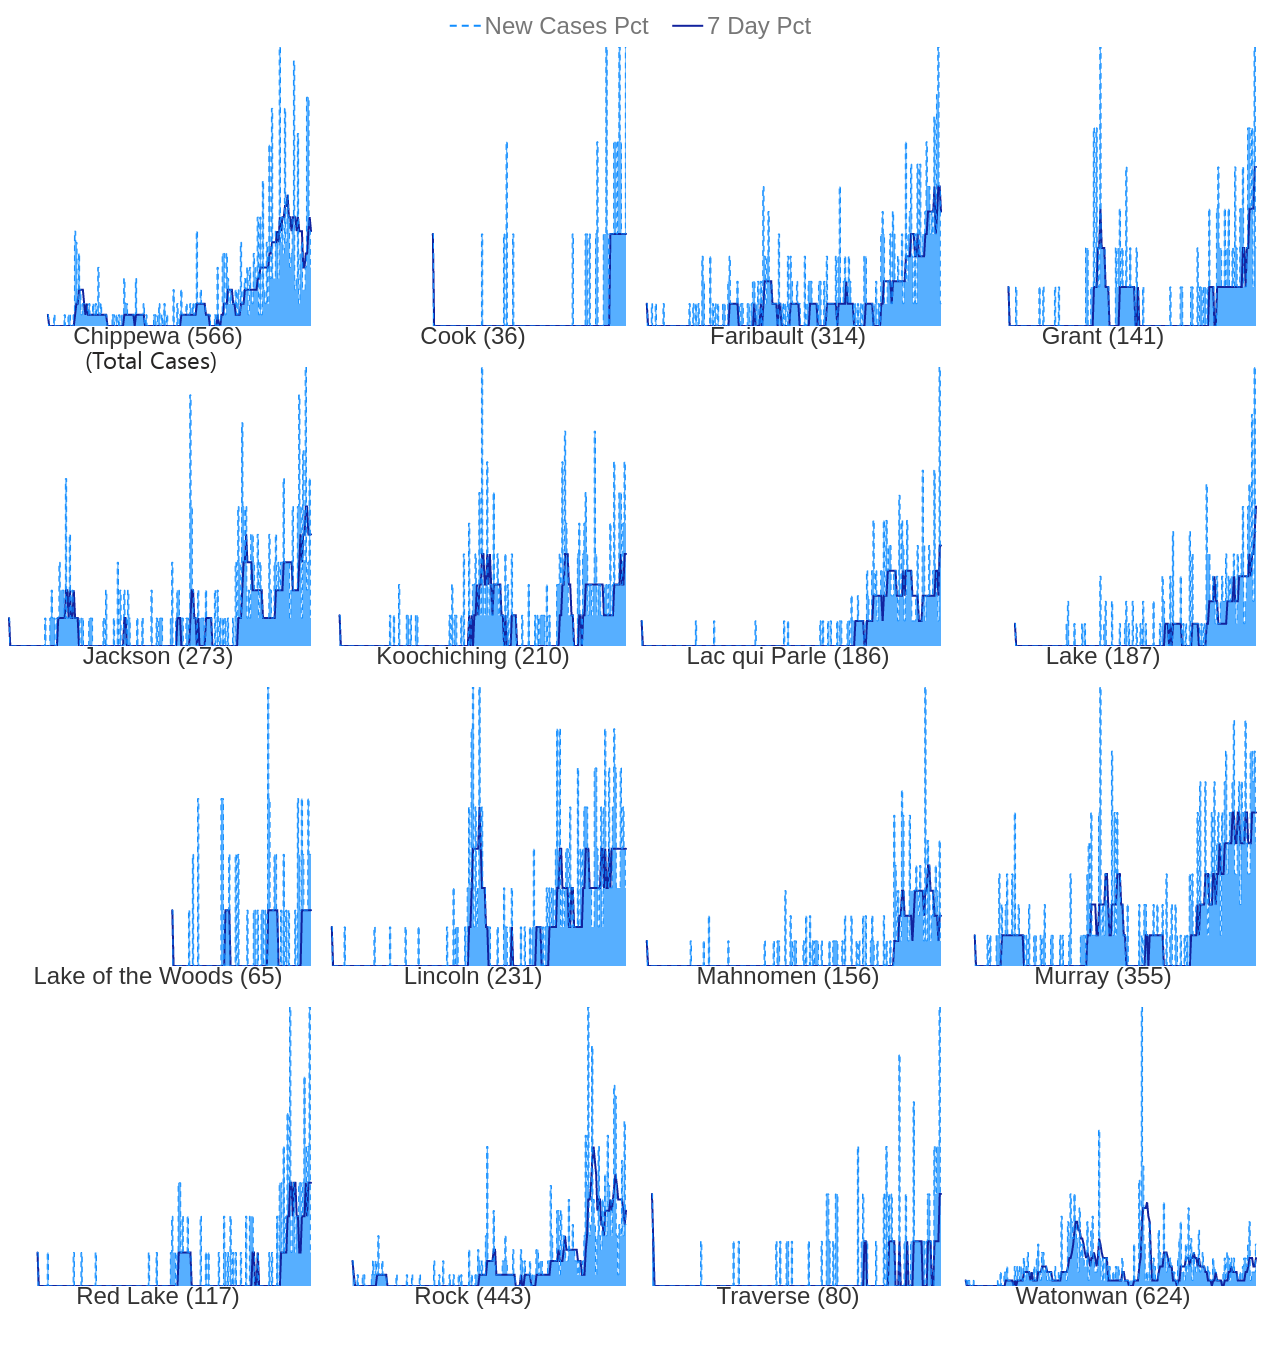 New Cases Pct 7 Day Pct
Chippewa (566) Cook (36) Faribault (314) Grant (141)
(Total Cases)
Jackson (273) Koochiching (210) Lac qui Parle (186) Lake (187)
Lake of the Woods (65) Lincoln (231) Mahnomen (156) Murray (355)
Red Lake (117) Rock (443) Traverse (80) Watonwan (624)